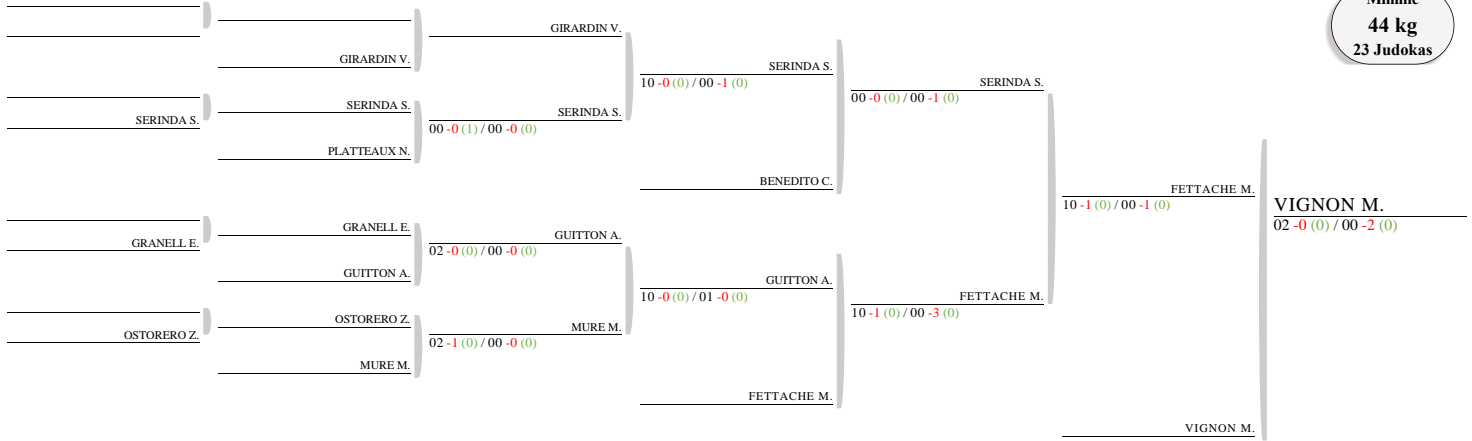 Minime
44 kg
23 Judokas
GIRARDIN V.
GIRARDIN V.
SERINDA S.
SERINDA S.
PLATTEAUX N.
SERINDA S.
00 -0 (1) / 00 -0 (0)
SERINDA S.
10 -0 (0) / 00 -1 (0)
BENEDITO C.
SERINDA S.
00 -0 (0) / 00 -1 (0)
GRANELL E.
GRANELL E.
GUITTON A.
GUITTON A.
02 -0 (0) / 00 -0 (0)
OSTORERO Z.
OSTORERO Z.
MURE M.
MURE M.
02 -1 (0) / 00 -0 (0)
GUITTON A.
10 -0 (0) / 01 -0 (0)
FETTACHE M.
FETTACHE M.
10 -1 (0) / 00 -3 (0)
FETTACHE M.
10 -1 (0) / 00 -1 (0)
VIGNON M.
VIGNON M.
02 -0 (0) / 00 -2 (0)